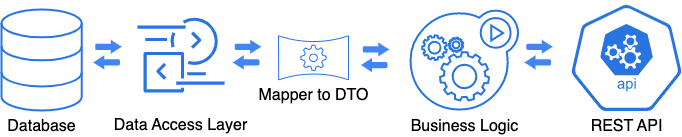 api
Database
Data Access Layer
Mapper to DTO
Business Logic
REST API